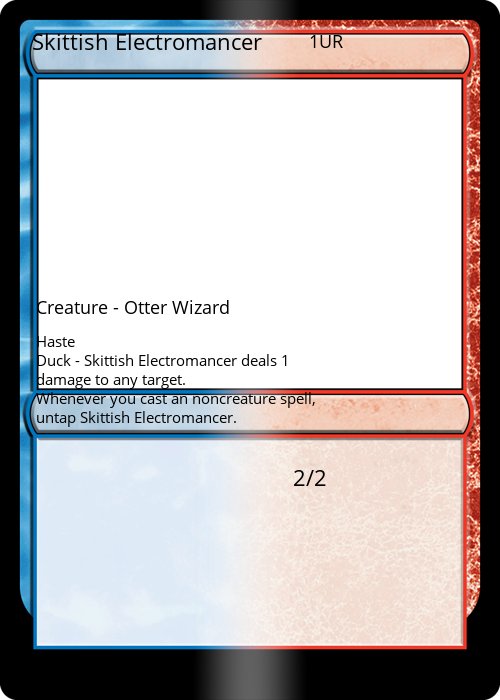 Skittish Electromancer 1UR
Creature - Otter Wizard
Haste
Duck - Skittish Electromancer deals 1
damage to any target.
Whenever you cast an noncreature spell,
untap Skittish Electromancer.
2/2